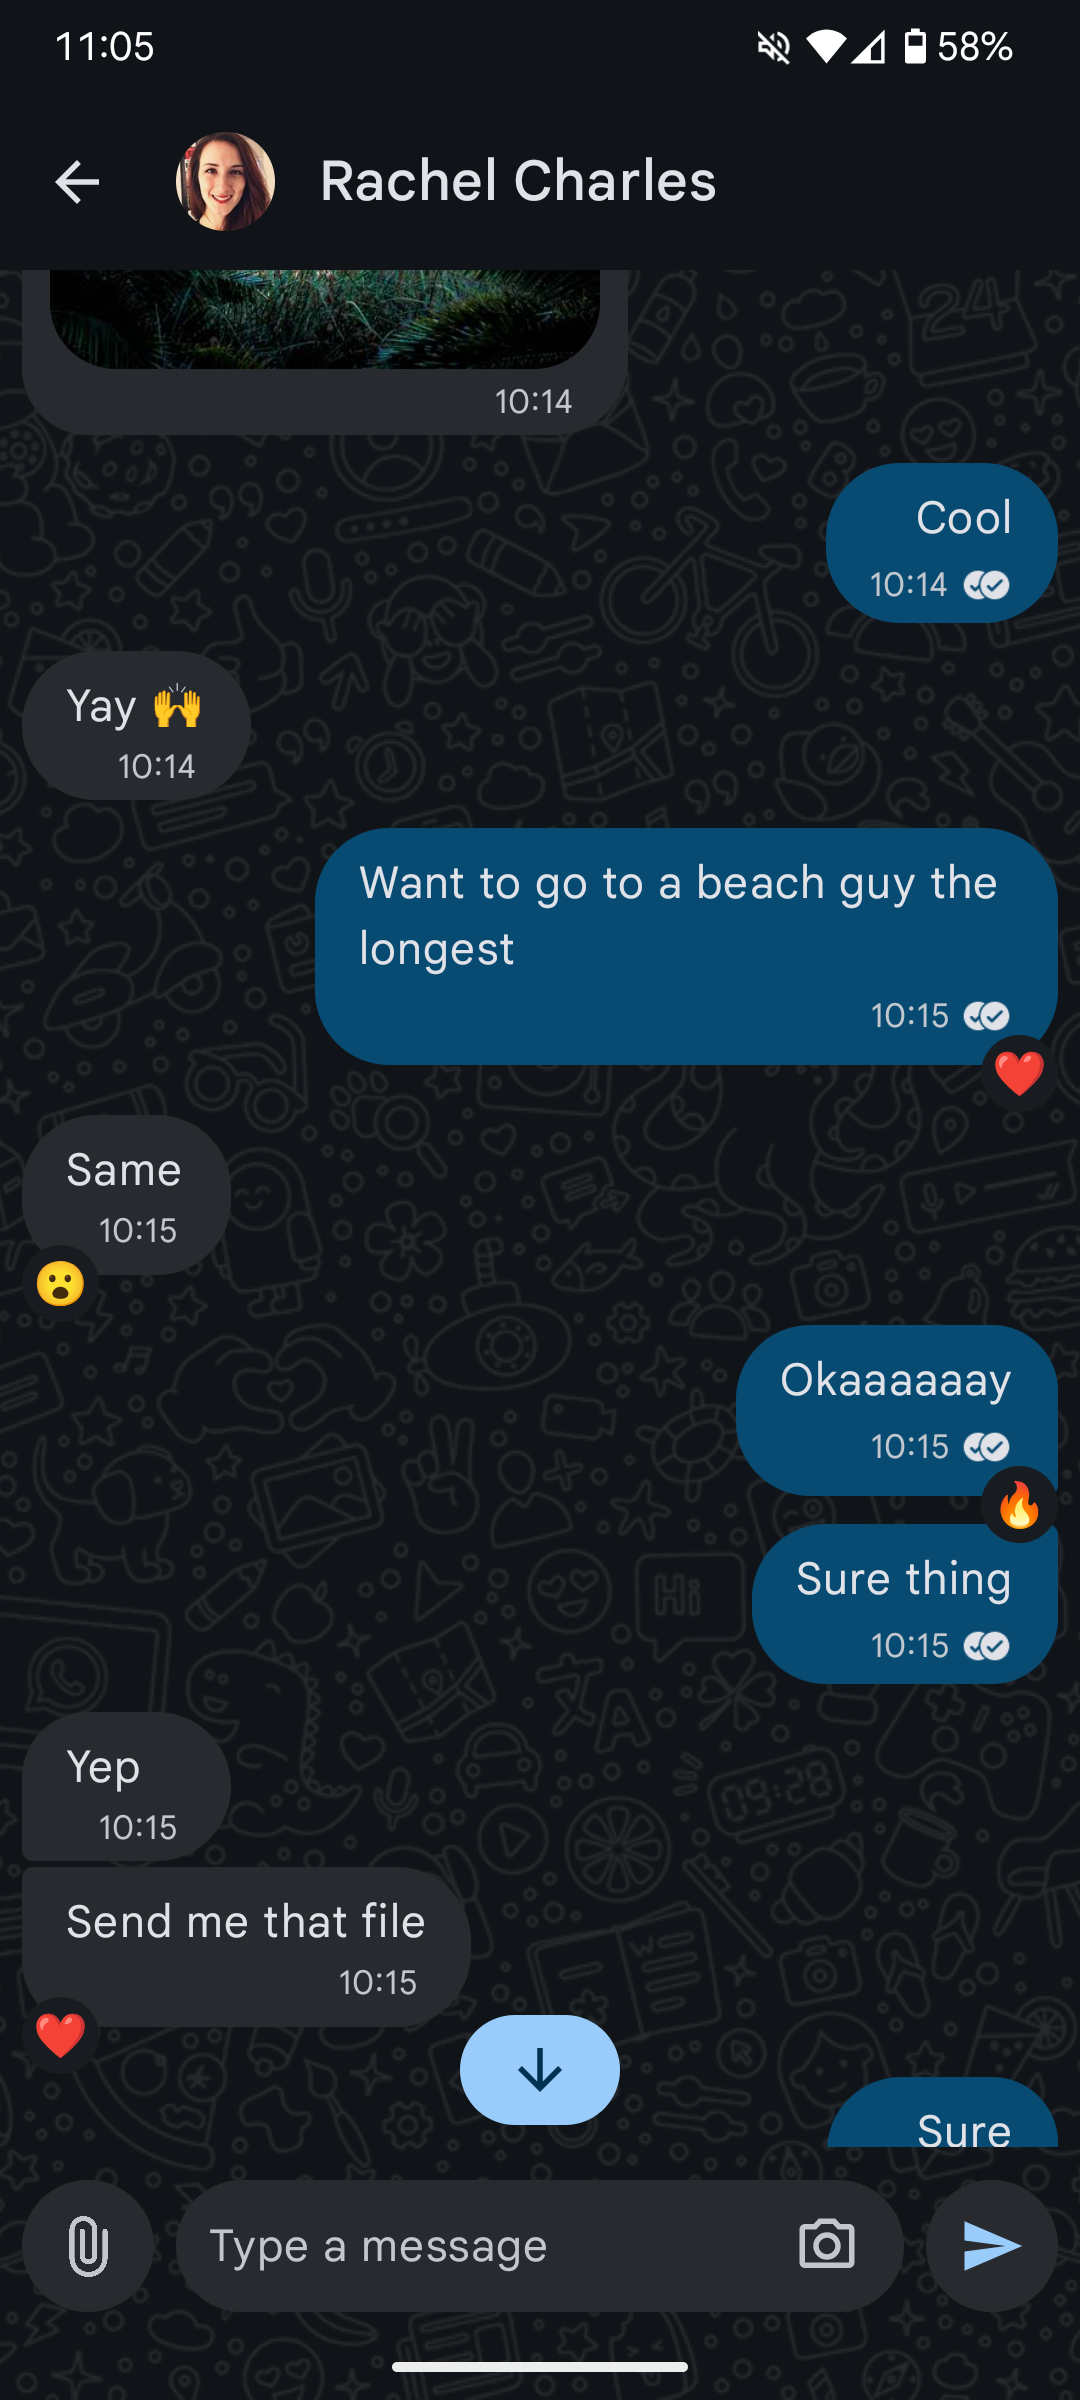 11:05
58%
Rachel Charles
10:14
Cool
10:14
Yay 🙌
10:14
Want to go to a beach guy the
longest
10:15
Same
10:15
Okaaaaaay
10:15
Sure thing
10:15
Yep
10:15
Send me that file
10:15
Sure
Type a message